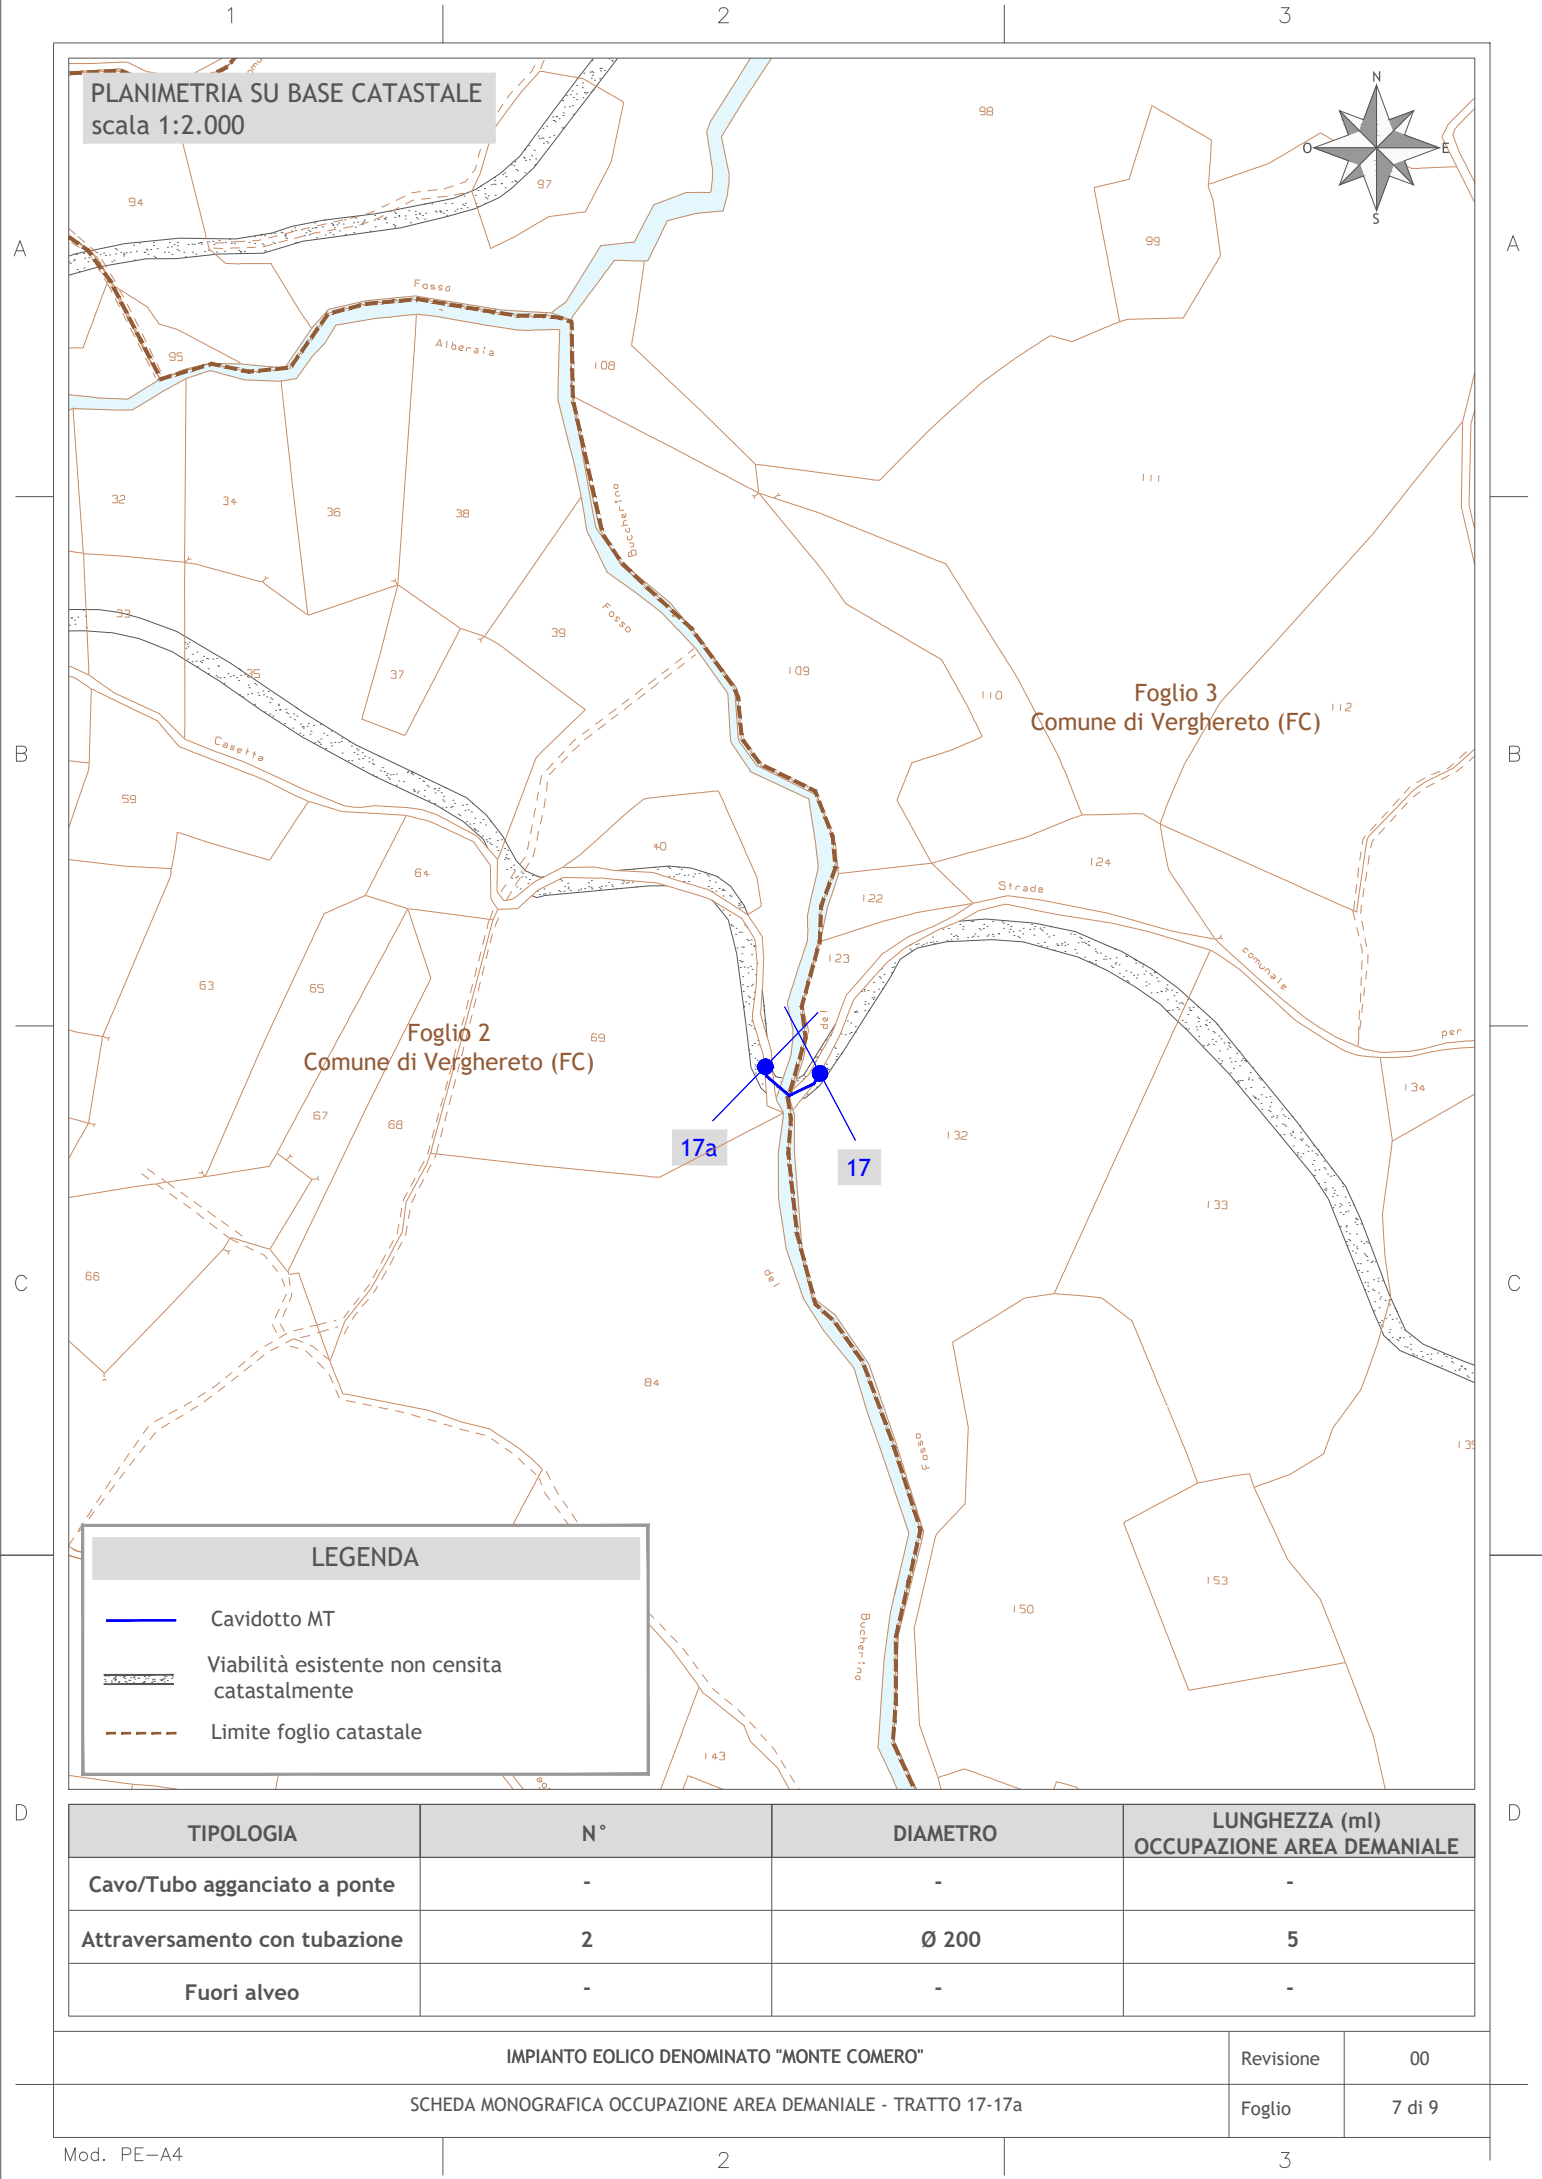 1 2 3
PLANIMETRIA SU BASE CATASTALE
scala 1:2.000
N
O E
S
98
97
94
99
A A
Fosso
Alberaia
95
108
111
32 34 36 38
Buccherino
Fosso
33
39
35 37
109
110
Foglio 3
Comune di Verghereto (FC)
112
B B
Casetta
59
40
64
124
Strada
122
123
comunale
63 65
Foglio 2
Comune di Verghereto (FC)
69
del
per
134
67 68
17a
17
132
133
66
del
C C
84
Fosso
139
LEGENDA
Cavidotto MT
Viabilità esistente non censita
catastalmente
Limite foglio catastale
153
150
Bucherino
143
D D
TIPOLOGIA N° DIAMETRO LUNGHEZZA (ml)
OCCUPAZIONE AREA DEMANIALE
Cavo/Tubo agganciato a ponte - - -
Attraversamento con tubazione 2 Ø 200 5
Fuori alveo - - -
IMPIANTO EOLICO DENOMINATO "MONTE COMERO" Revisione 00
SCHEDA MONOGRAFICA OCCUPAZIONE AREA DEMANIALE - TRATTO 17-17a Foglio 7 di 9
Mod. PE-A4 2 3